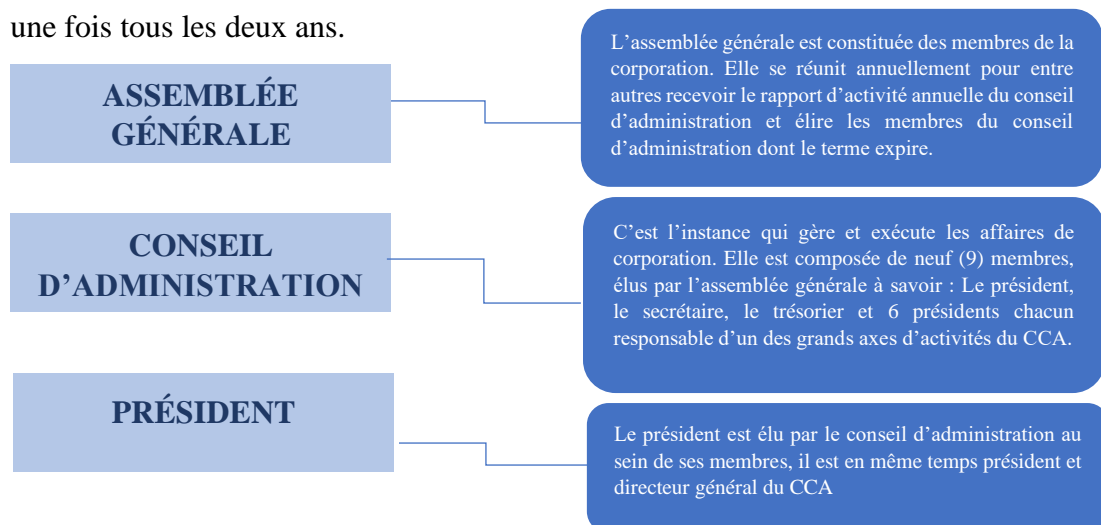 une fois tous les deux ans.
ASSEMBLÉE
GÉNÉRALE
L’assemblée générale est constituée des membres de la
corporation. Elle se réunit annuellement pour entre
autres recevoir le rapport d’activité annuelle du conseil
d’administration et élire les membres du conseil
d’administration dont le terme expire.
CONSEIL
D’ADMINISTRATION
C’est l’instance qui gère et exécute les affaires de
corporation. Elle est composée de neuf (9) membres,
élus par l’assemblée générale à savoir : Le président,
le secrétaire, le trésorier et 6 présidents chacun
responsable d’un des grands axes d’activités du CCA.
PRÉSIDENT
Le président est élu par le conseil d’administration au
sein de ses membres, il est en même temps président et
directeur général du CCA